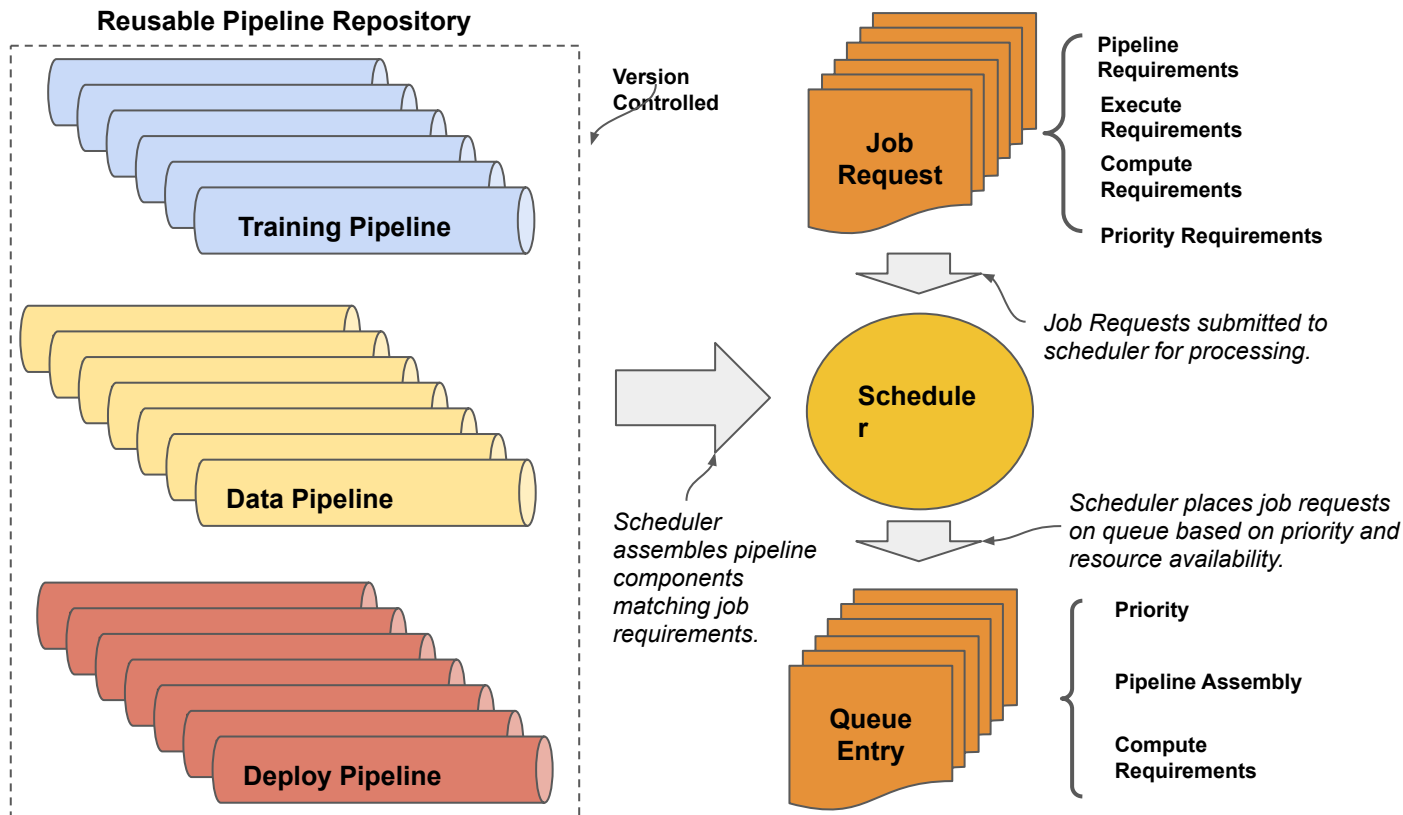 Reusable Pipeline Repository
Training Pipeline
Data Pipeline
Deploy Pipeline
Version
Controlled
Job
Request
Pipeline
Requirements
Execute
Requirements
Compute
Requirements
Priority Requirements
Job Requests submitted to
scheduler for processing.
Schedule
r
Scheduler
assembles pipeline
components
matching job
requirements.
Scheduler places job requests
on queue based on priority and
resource availability.
Queue
Entry
Priority
Pipeline Assembly
Compute
Requirements